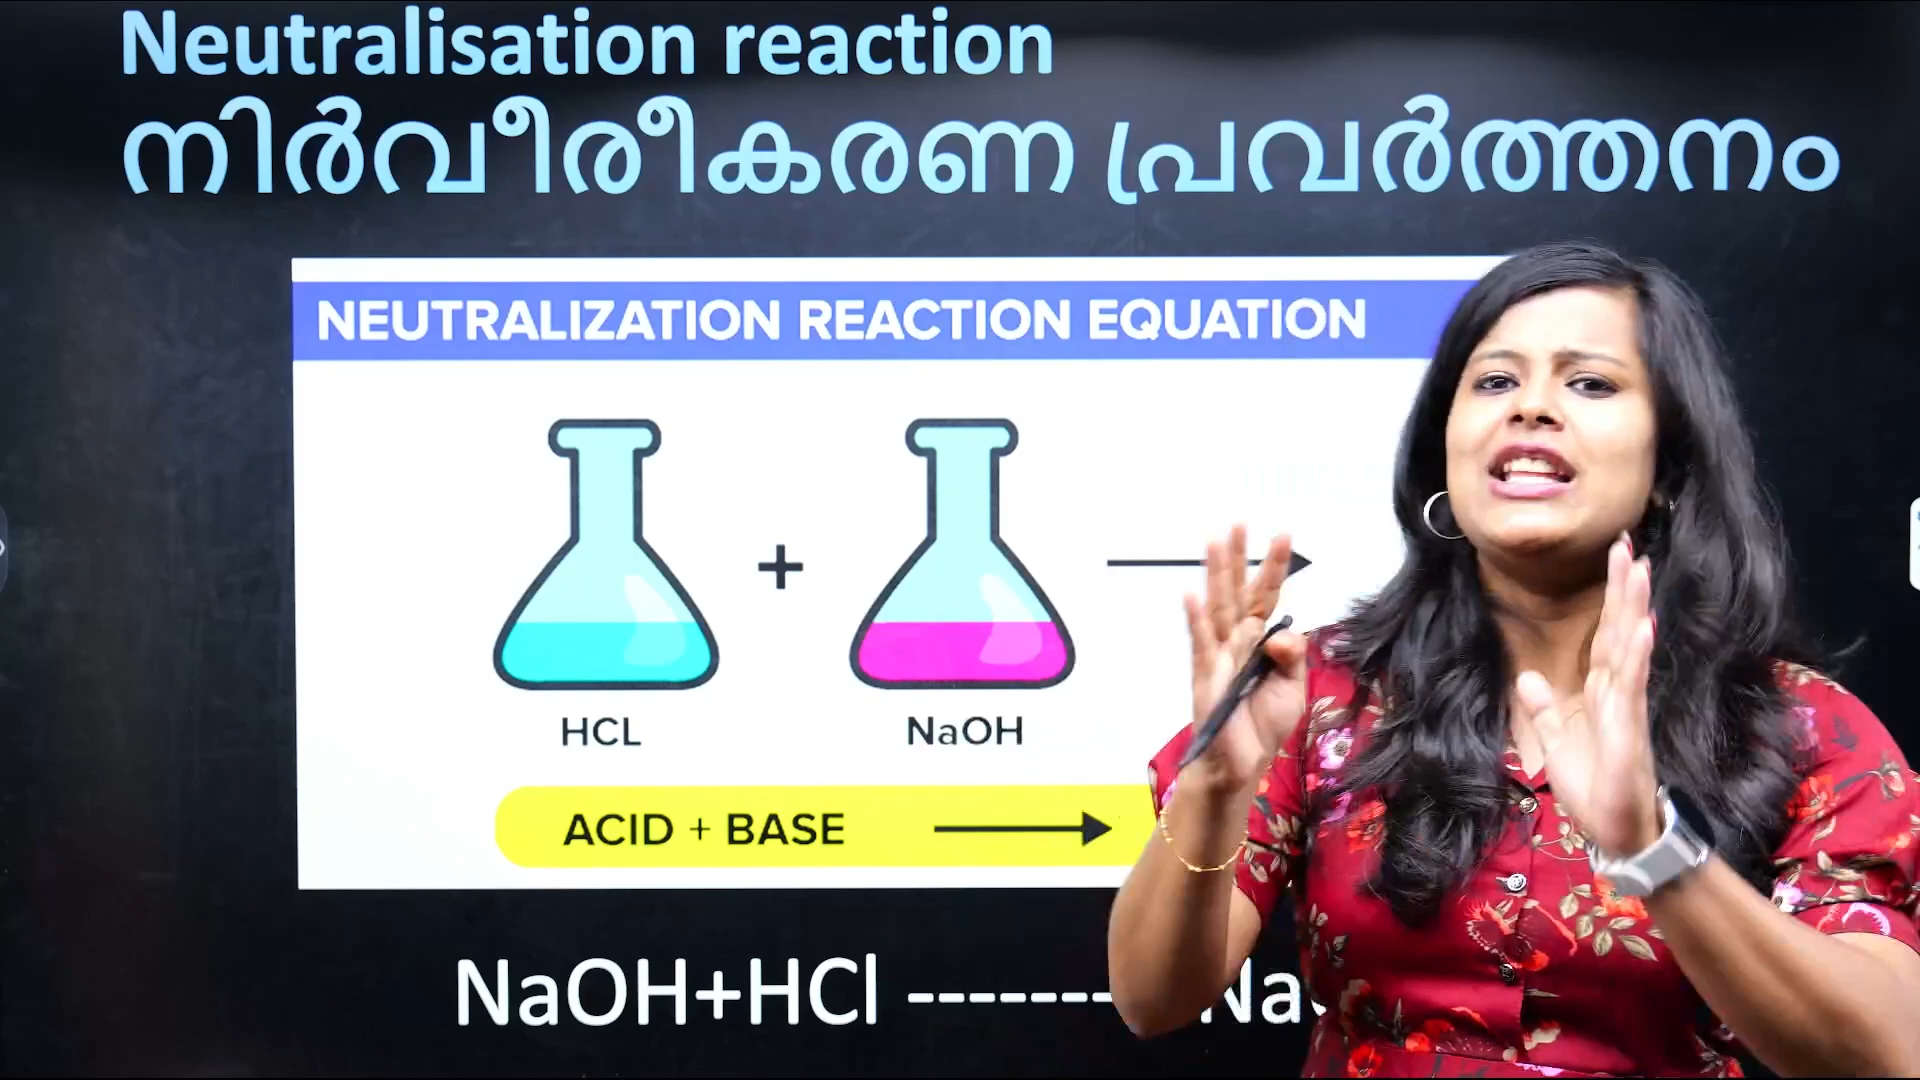 Neutralisation reaction
നിർവീരീകരണ പ്രവർത്തനം
NEUTRALIZATION REACTION EQUATION
+
HCL
NaOH
ACID + BASE
NaOH+HCl -------